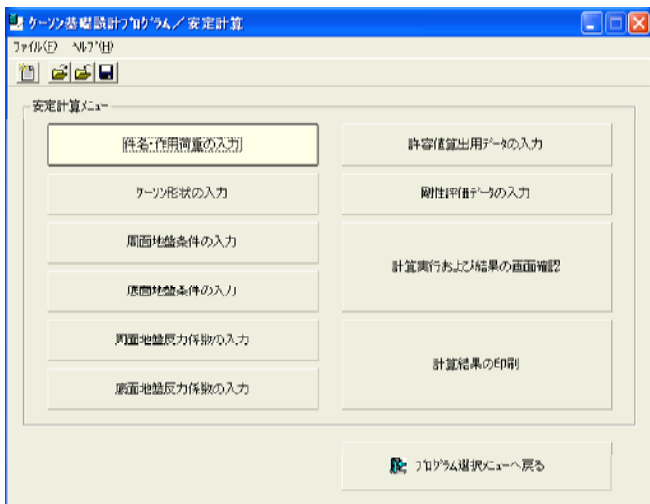 ケーソン基礎設計プログラム／安定計算
ファイル(F) ヘルプ(H)
安定計算メニュー
件名・作用荷重の入力
ケーソン形状の入力
周面地盤条件の入力
底面地盤条件の入力
周面地盤反力係数の入力
底面地盤反力係数の入力
許容値算出用データの入力
剛性評価データの入力
計算実行および結果の画面確認
計算結果の印刷
プログラム選択メニューへ戻る